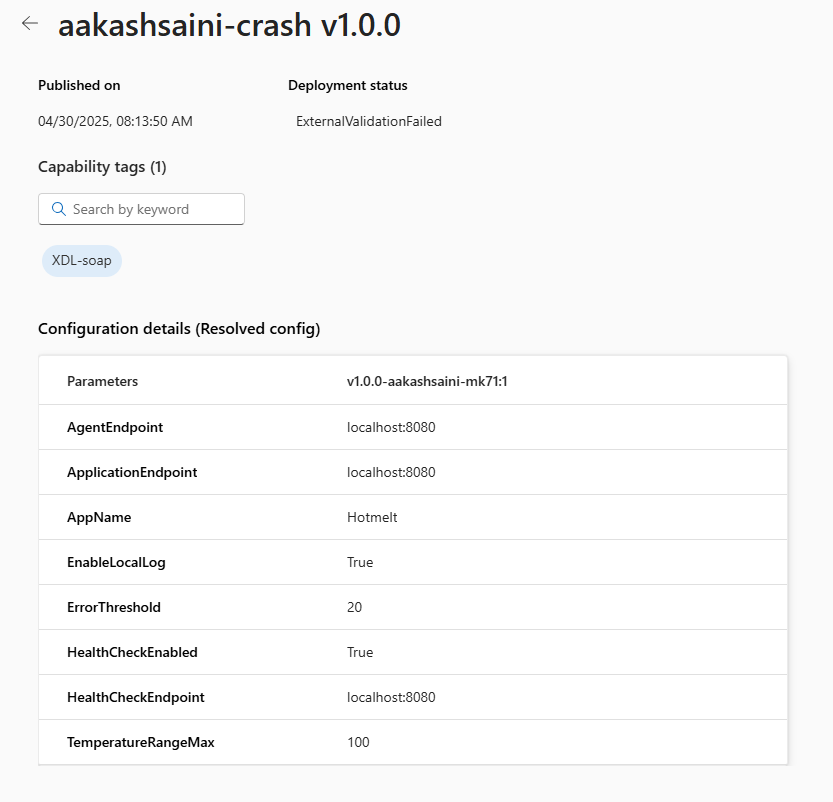 aakashsaini-crash v1.0.0
Published on
Deployment status
04/30/2025, 08:13:50 AM
ExternalValidationFailed
Capability tags (1)
Search by keyword
XDL-soap
Configuration details (Resolved config)
Parameters v1.0.0-aakashsaini-mk71:1
AgentEndpoint localhost:8080
ApplicationEndpoint localhost:8080
AppName Hotmelt
EnableLocalLog True
ErrorThreshold 20
HealthCheckEnabled True
HealthCheckEndpoint localhost:8080
TemperatureRangeMax 100